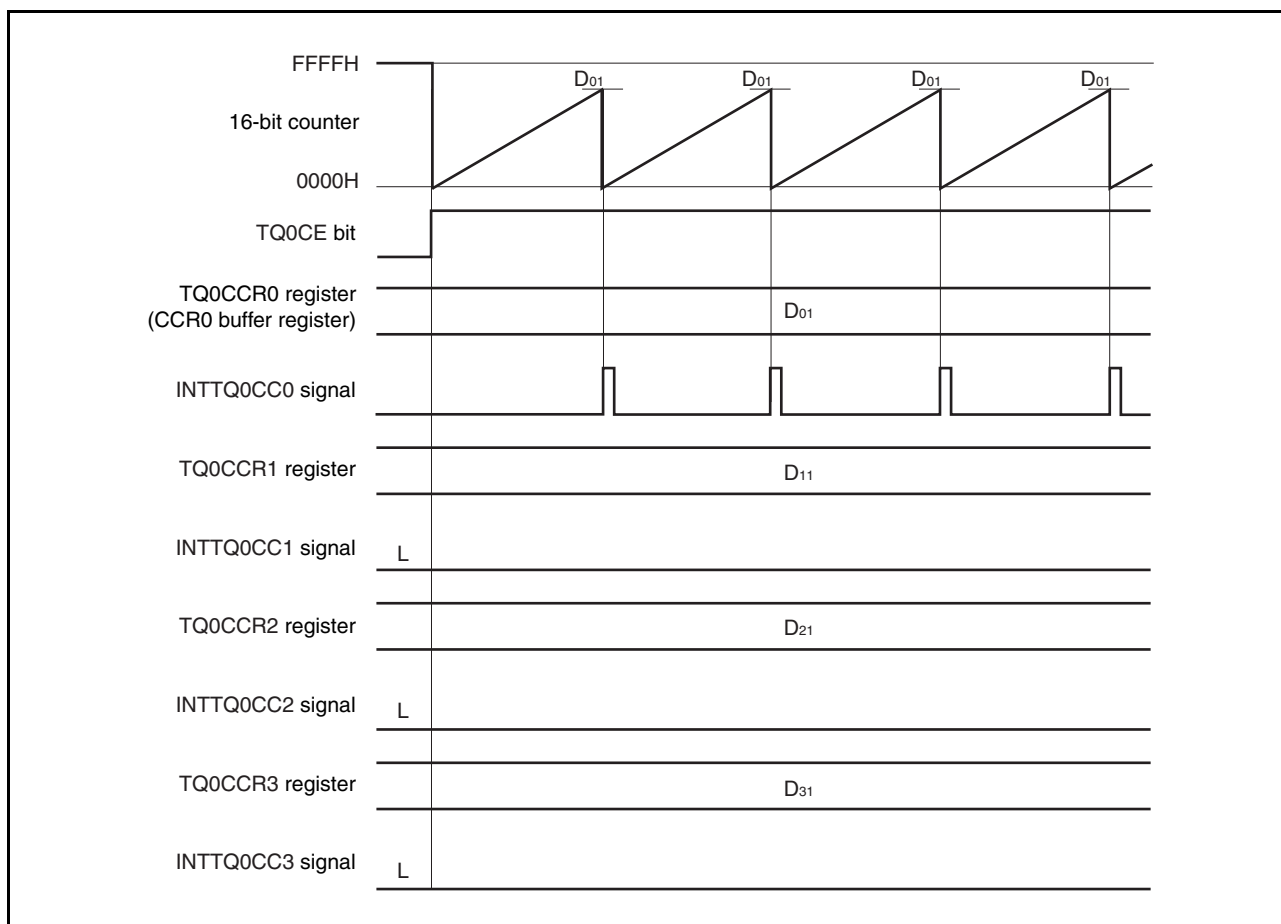 FFFFH
D01 D01 D01 D01
16-bit counter
0000H
TQ0CE bit
TQ0CCR0 register
(CCR0 buffer register)
D01
INTTQ0CC0 signal
TQ0CCR1 register
D11
INTTQ0CC1 signal
L
TQ0CCR2 register
D21
INTTQ0CC2 signal
L
TQ0CCR3 register
D31
INTTQ0CC3 signal
L